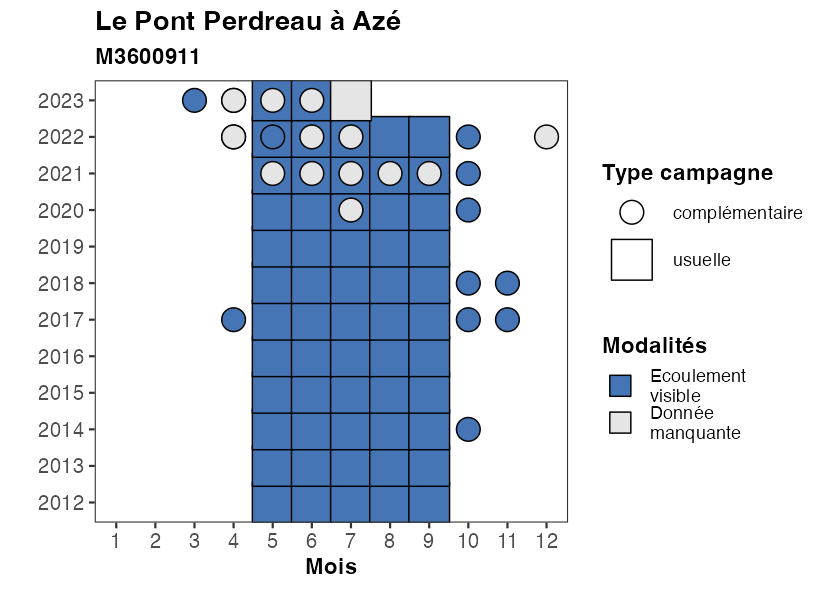 Le Pont Perdreau à Azé
M3600911
2023
2022
2021
2020
2019
2018
2017
2016
2015
2014
2013
2012
1 2 3 4 5 6 7 8 9 10 11 12
Mois
Type campagne
complémentaire
usuelle
Modalités
Ecoulement
visible
Donnée
manquante